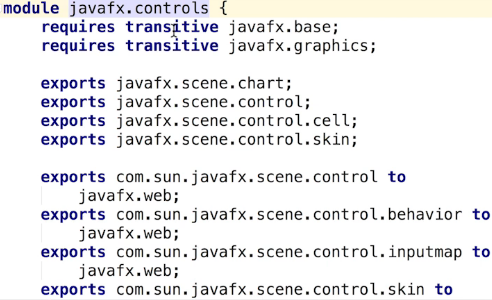 module javafx.controls {
requires transitive javafx.base;
requires transitive javafx.graphics;
exports javafx.scene.chart;
exports javafx.scene.control;
exports javafx.scene.control.cell;
exports javafx.scene.control.skin;
exports com.sun.javafx.scene.control to
javafx.web;
exports com.sun.javafx.scene.control.behavior to
javafx.web;
exports com.sun.javafx.scene.control.inputmap to
javafx.web;
exports com.sun.javafx.scene.control.skin to